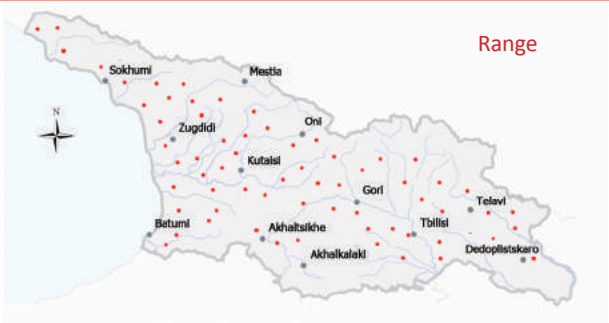 Range
Sokhumi
Mestia
N
Oni
Zugdidi
Kutaisi
Gori
Telavi
Batumi
Akhaltsikhe
Tbilisi
Dedoplistskaro
Akhalkalaki